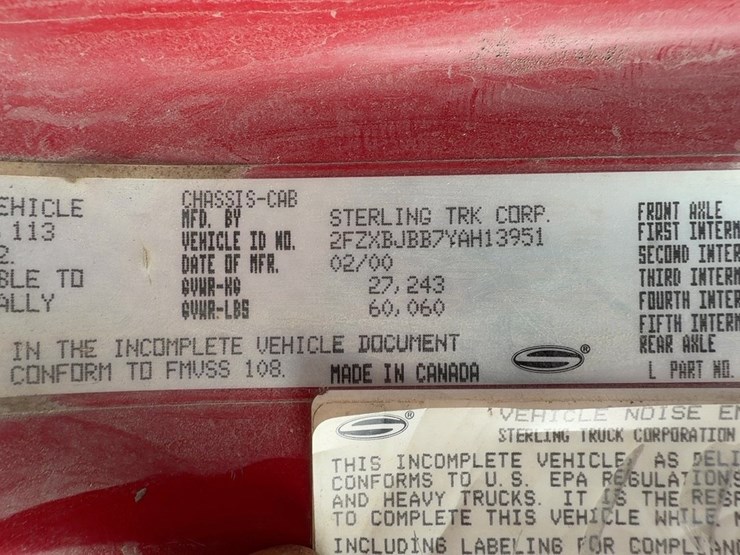 EHICLE
113
2.
BLE TO
ALLY
CHASSIS-CAB
MFD. BY STERLING TRK CORP.
VEHICLE ID NO. 2FZXBJBB7YAH13951
DATE OF MFR. 02/00
GVWR-KG 27,243
GVWR-LBS 60,060
IN THE INCOMPLETE VEHICLE DOCUMENT
CONFORM TO FMVSS 108. MADE IN CANADA
®
FRONT AXLE
FIRST INTERM
SECOND INTER
THIRD INTERM
FOURTH INTER
FIFTH INTERM
REAR AXLE
L PART NO.
®
VEHICLE NOISE EM
STERLING TRUCK CORPORATION
THIS INCOMPLETE VEHICLE, AS DELI
CONFORMS TO U.S. EPA REGULATIONS
AND HEAVY TRUCKS. IT IS THE RESP
TO COMPLETE THIS VEHICLE WHILE M
INCLUDING LABELING FOR COMPLIANC